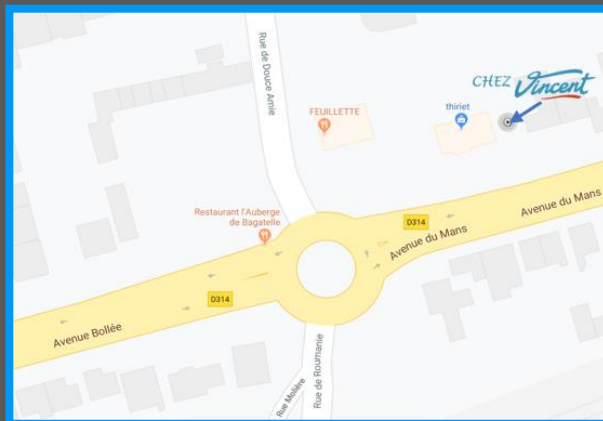 Rue de Douce Amie
CHEZ Vincent
FEUILLETTE
thiriet
Restaurant l'Auberge
de Bagatelle
D314
Avenue du Mans
Avenue du Mans
D314
Avenue Bollée
Rue Molière
Rue de Roumanie